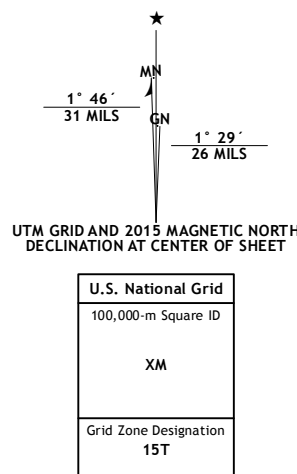 ★
MN
1° 46´
31 MILS
GN
1° 29´
26 MILS
UTM GRID AND 2015 MAGNETIC NORTH
DECLINATION AT CENTER OF SHEET
U.S. National Grid
100,000-m Square ID
XM
Grid Zone Designation
15T